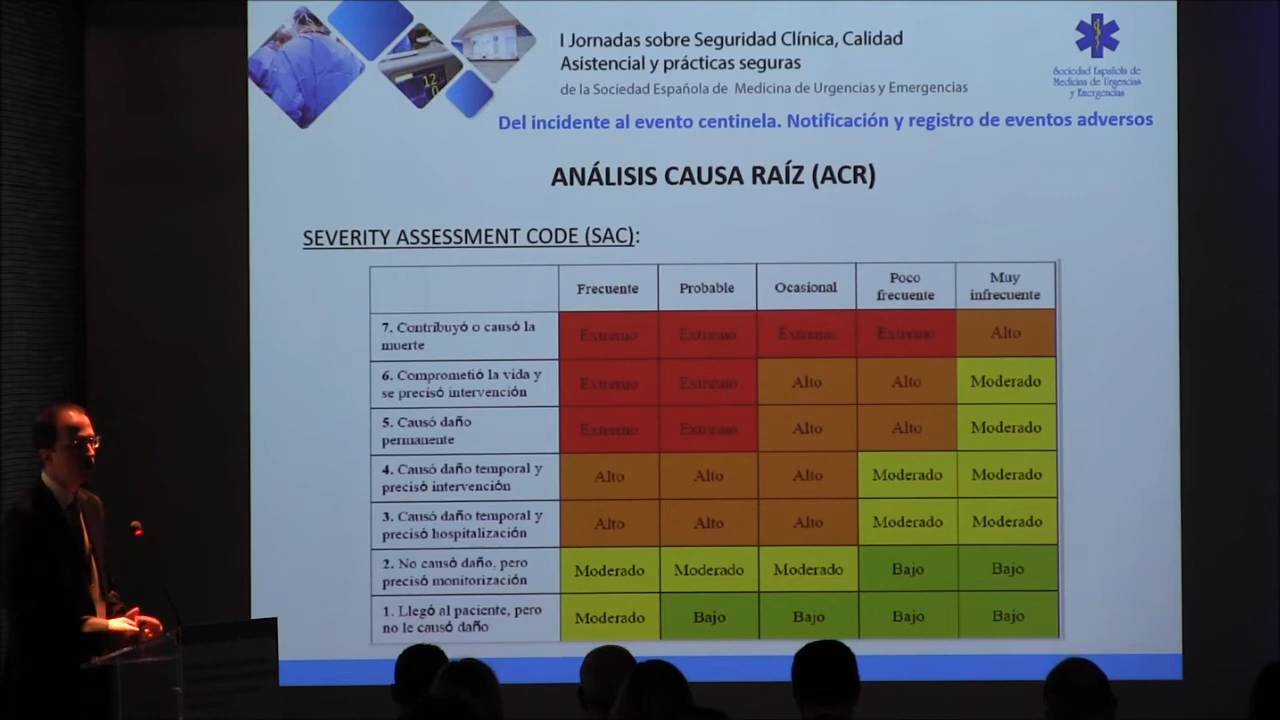 I Jornadas sobre Seguridad Clínica, Calidad
Asistencial y prácticas seguras
de la Sociedad Española de Medicina de Urgencias y Emergencias
Sociedad Española de
Medicina de Urgencias
y Emergencias
Del incidente al evento centinela. Notificación y registro de eventos adversos
ANÁLISIS CAUSA RAÍZ (ACR)
SEVERITY ASSESSMENT CODE (SAC):
Frecuente Probable Ocasional Poco frecuente Muy infrecuente
7. Contribuyó o causó la muerte Extremo Extremo Extremo Extremo Alto
6. Comprometió la vida y se precisó intervención Extremo Extremo Alto Alto Moderado
5. Causó daño permanente Extremo Extremo Alto Alto Moderado
4. Causó daño temporal y precisó intervención Alto Alto Alto Moderado Moderado
3. Causó daño temporal y precisó hospitalización Alto Alto Alto Moderado Moderado
2. No causó daño, pero precisó monitorización Moderado Moderado Moderado Bajo Bajo
1. Llegó al paciente, pero no le causó daño Moderado Bajo Bajo Bajo Bajo